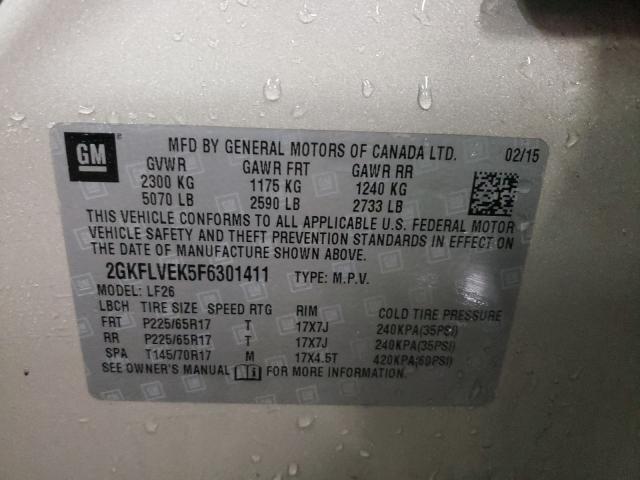 GM MFD BY GENERAL MOTORS OF CANADA LTD. 02/15
GVWR GAWR FRT GAWR RR
2300 KG 1175 KG 1240 KG
5070 LB 2590 LB 2733 LB
THIS VEHICLE CONFORMS TO ALL APPLICABLE U.S. FEDERAL MOTOR
VEHICLE SAFETY AND THEFT PREVENTION STANDARDS IN EFFECT ON
THE DATE OF MANUFACTURE SHOWN ABOVE.
2GKFLVEK5F6301411 TYPE: M.P.V.
MODEL: LF26
LBCH TIRE SIZE SPEED RTG RIM COLD TIRE PRESSURE
FRT P225/65R17 T 17X7J 240KPA(35PSI)
RR P225/65R17 T 17X7J 240KPA(35PSI)
SPA T145/70R17 M 17X4.5T 420KPA(60PSI)
SEE OWNER'S MANUAL FOR MORE INFORMATION.